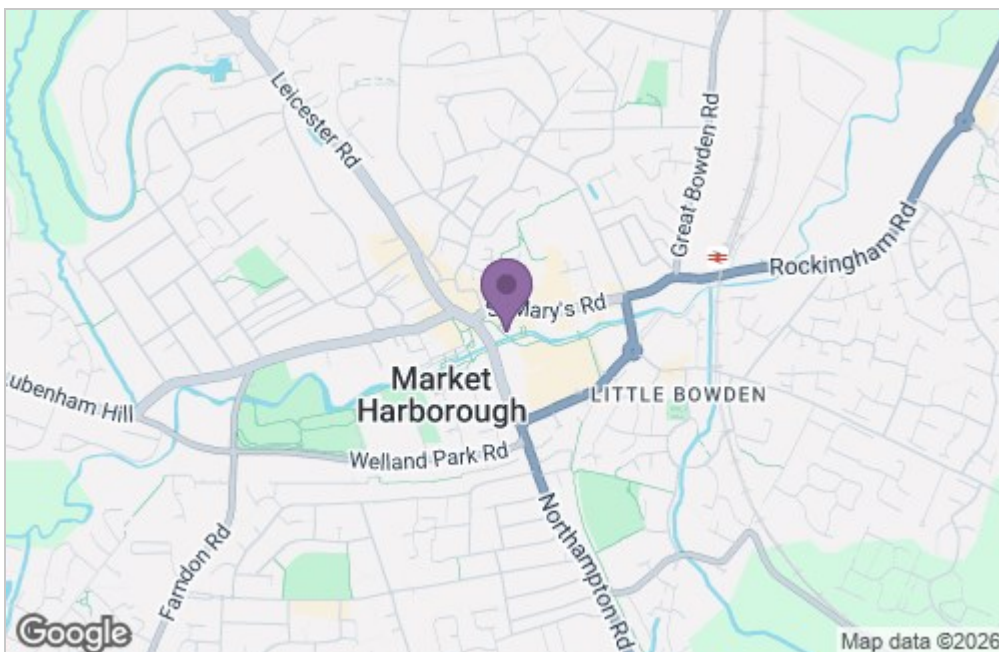 Leicester Rd
Great Bowden Rd
Rockingham Rd
St Mary's Rd
Market
Harborough
LITTLE BOWDEN
Lubenham Hill
Welland Park Rd
Farndon Rd
Northampton Rd
Google
Map data ©2026